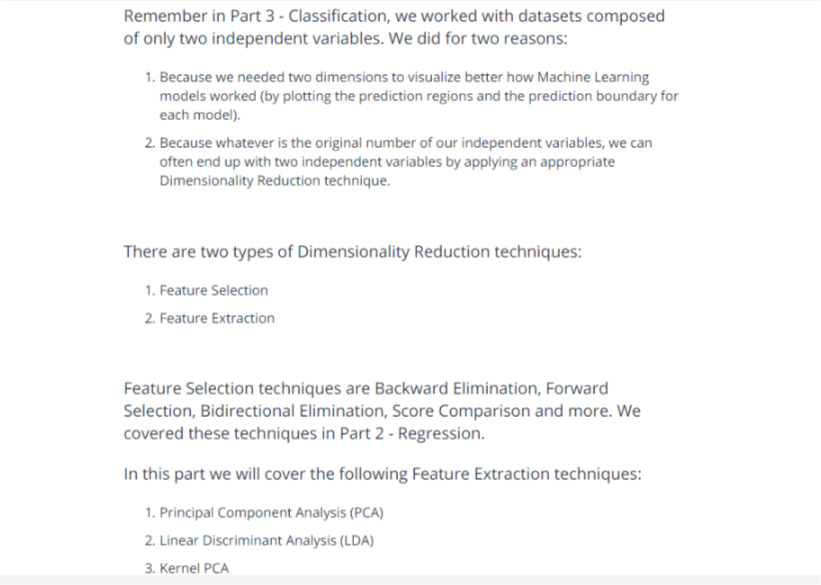 Remember in Part 3 - Classification, we worked with datasets composed
of only two independent variables. We did for two reasons:
1. Because we needed two dimensions to visualize better how Machine Learning
models worked (by plotting the prediction regions and the prediction boundary for
each model).
2. Because whatever is the original number of our independent variables, we can
often end up with two independent variables by applying an appropriate
Dimensionality Reduction technique.
There are two types of Dimensionality Reduction techniques:
1. Feature Selection
2. Feature Extraction
Feature Selection techniques are Backward Elimination, Forward
Selection, Bidirectional Elimination, Score Comparison and more. We
covered these techniques in Part 2 - Regression.
In this part we will cover the following Feature Extraction techniques:
1. Principal Component Analysis (PCA)
2. Linear Discriminant Analysis (LDA)
3. Kernel PCA